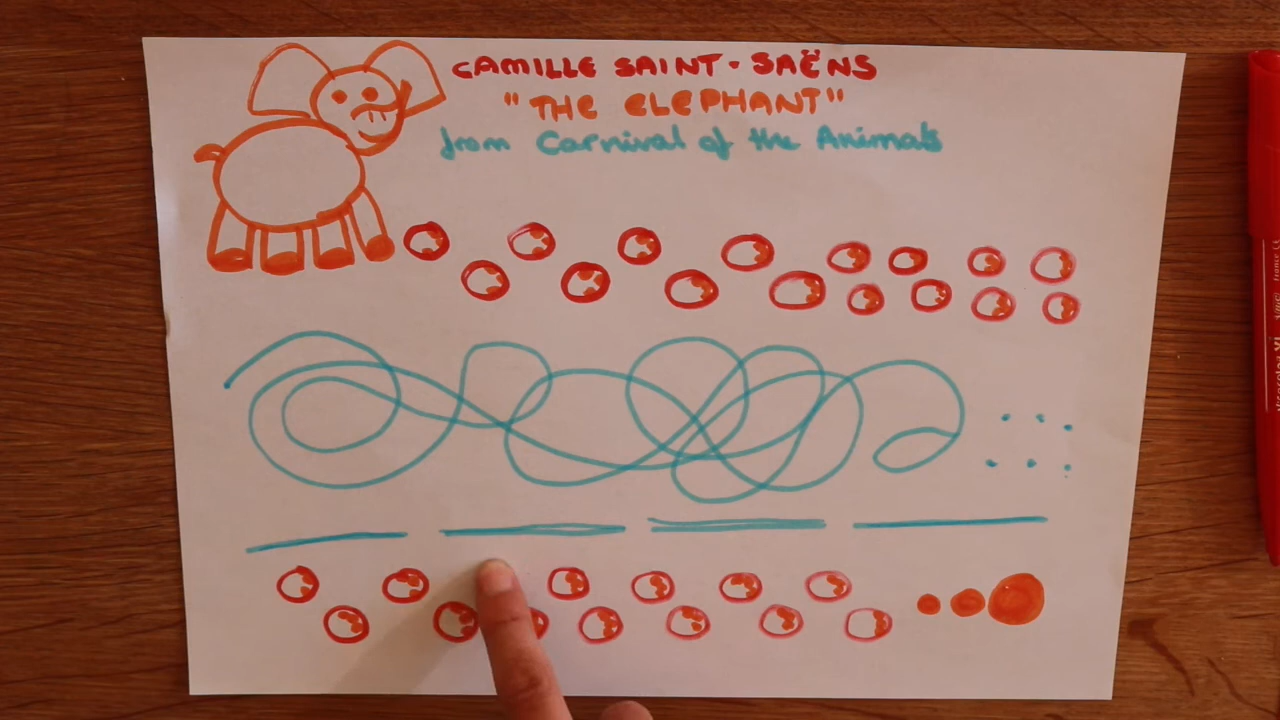 CAMILLE SAINT-SAËNS
"THE ELEPHANT"
from Carnival of the Animals